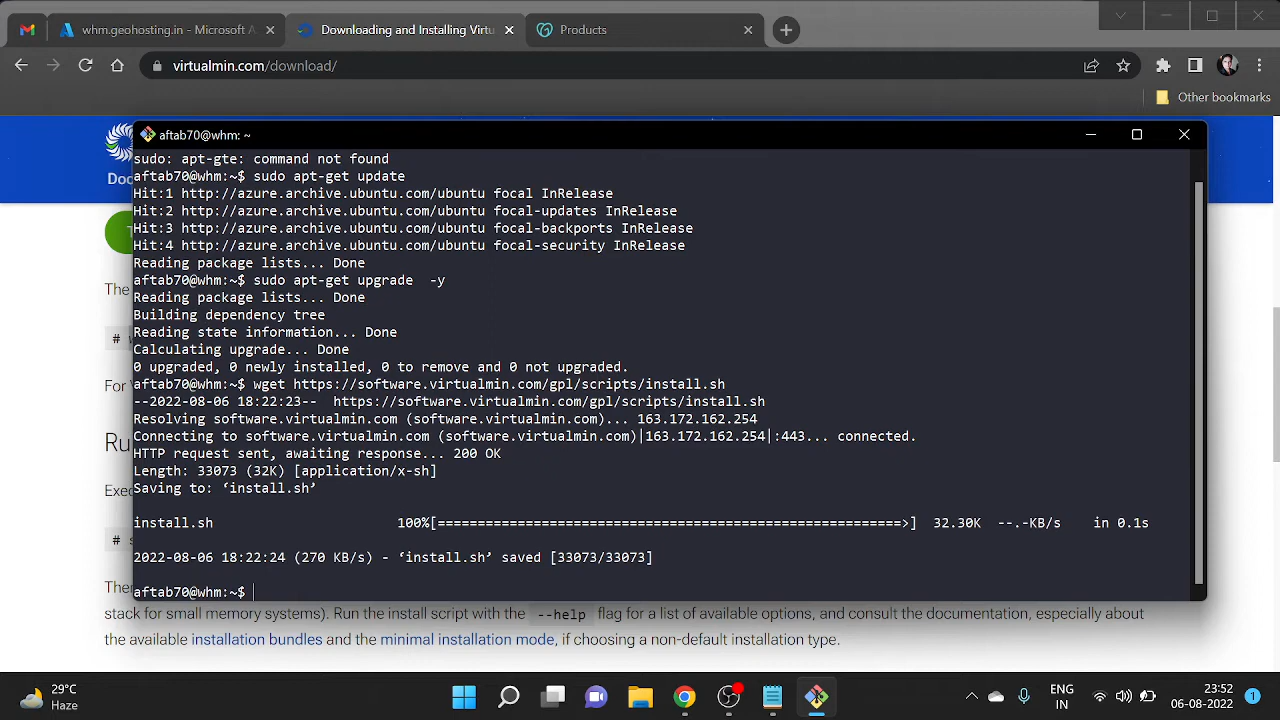 whm.geohosting.in - Microsoft A
Downloading and Installing Virtu
Products
virtualmin.com/download/
Other bookmarks
aftab70@whm: ~
Doc
T
The
# w
For V
Ru
Exec
# s
Ther
sudo: apt-gte: command not found
aftab70@whm:~$ sudo apt-get update
Hit:1 http://azure.archive.ubuntu.com/ubuntu focal InRelease
Hit:2 http://azure.archive.ubuntu.com/ubuntu focal-updates InRelease
Hit:3 http://azure.archive.ubuntu.com/ubuntu focal-backports InRelease
Hit:4 http://azure.archive.ubuntu.com/ubuntu focal-security InRelease
Reading package lists... Done
aftab70@whm:~$ sudo apt-get upgrade  -y
Reading package lists... Done
Building dependency tree
Reading state information... Done
Calculating upgrade... Done
0 upgraded, 0 newly installed, 0 to remove and 0 not upgraded.
aftab70@whm:~$ wget https://software.virtualmin.com/gpl/scripts/install.sh
--2022-08-06 18:22:23--  https://software.virtualmin.com/gpl/scripts/install.sh
Resolving software.virtualmin.com (software.virtualmin.com)... 163.172.162.254
Connecting to software.virtualmin.com (software.virtualmin.com)|163.172.162.254|:443... connected.
HTTP request sent, awaiting response... 200 OK
Length: 33073 (32K) [application/x-sh]
Saving to: ‘install.sh’
install.sh 100%[==========================================================>] 32.30K --.-KB/s in 0.1s
2022-08-06 18:22:24 (270 KB/s) - ‘install.sh’ saved [33073/33073]
aftab70@whm:~$
stack for small memory systems). Run the install script with the --help flag for a list of available options, and consult the documentation, especially about
the available installation bundles and the minimal installation mode, if choosing a non-default installation type.
29°C
Haze
ENG
IN
23:52
06-08-2022
1